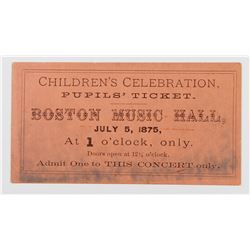 CHILDREN'S CELEBRATION,
PUPILS' TICKET.
BOSTON MUSIC HALL,
JULY 5, 1875,
At 1 o'clock, only.
Doors open at 12½ o'clock.
Admit One to THIS CONCERT only.